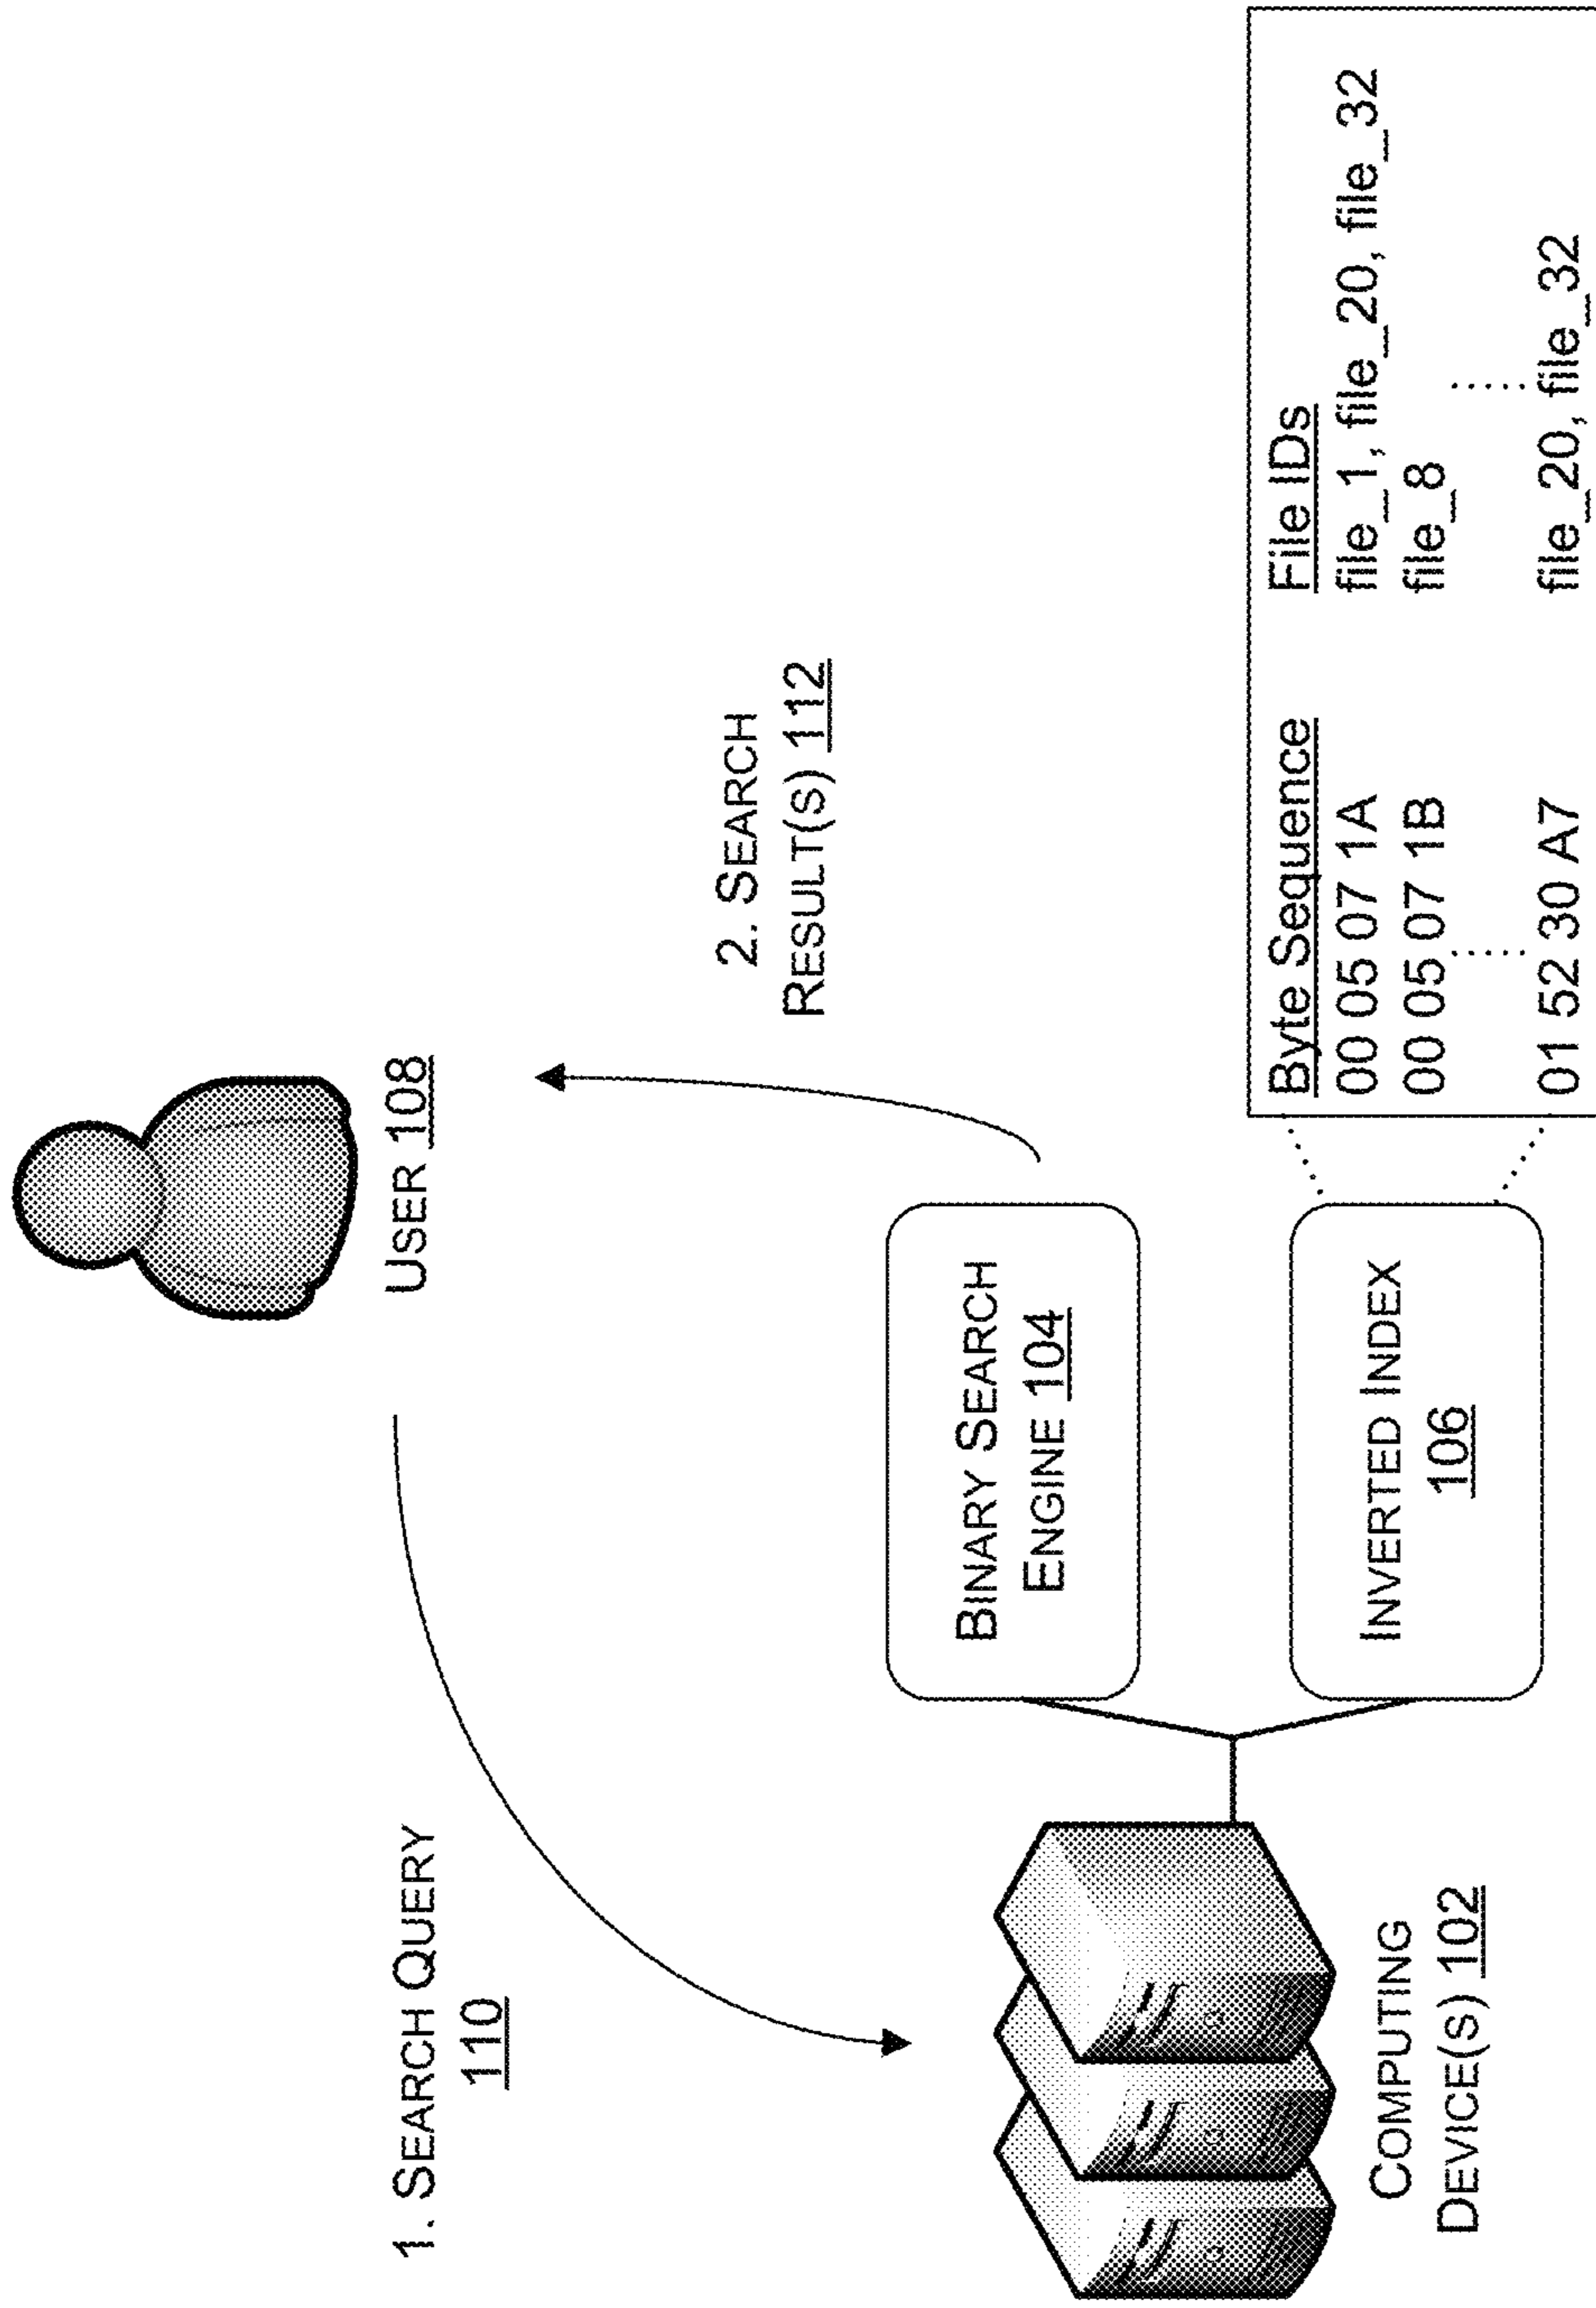 1. SEARCH QUERY
110
USER 108
2. SEARCH
RESULT(S) 112
COMPUTING
DEVICE(S) 102
BINARY SEARCH
ENGINE 104
INVERTED INDEX
106
Byte Sequence File IDs
00 05 07 1A file_1, file_20, file_32
00 05 07 1B file_8
01 52 30 A7 file_20, file_32